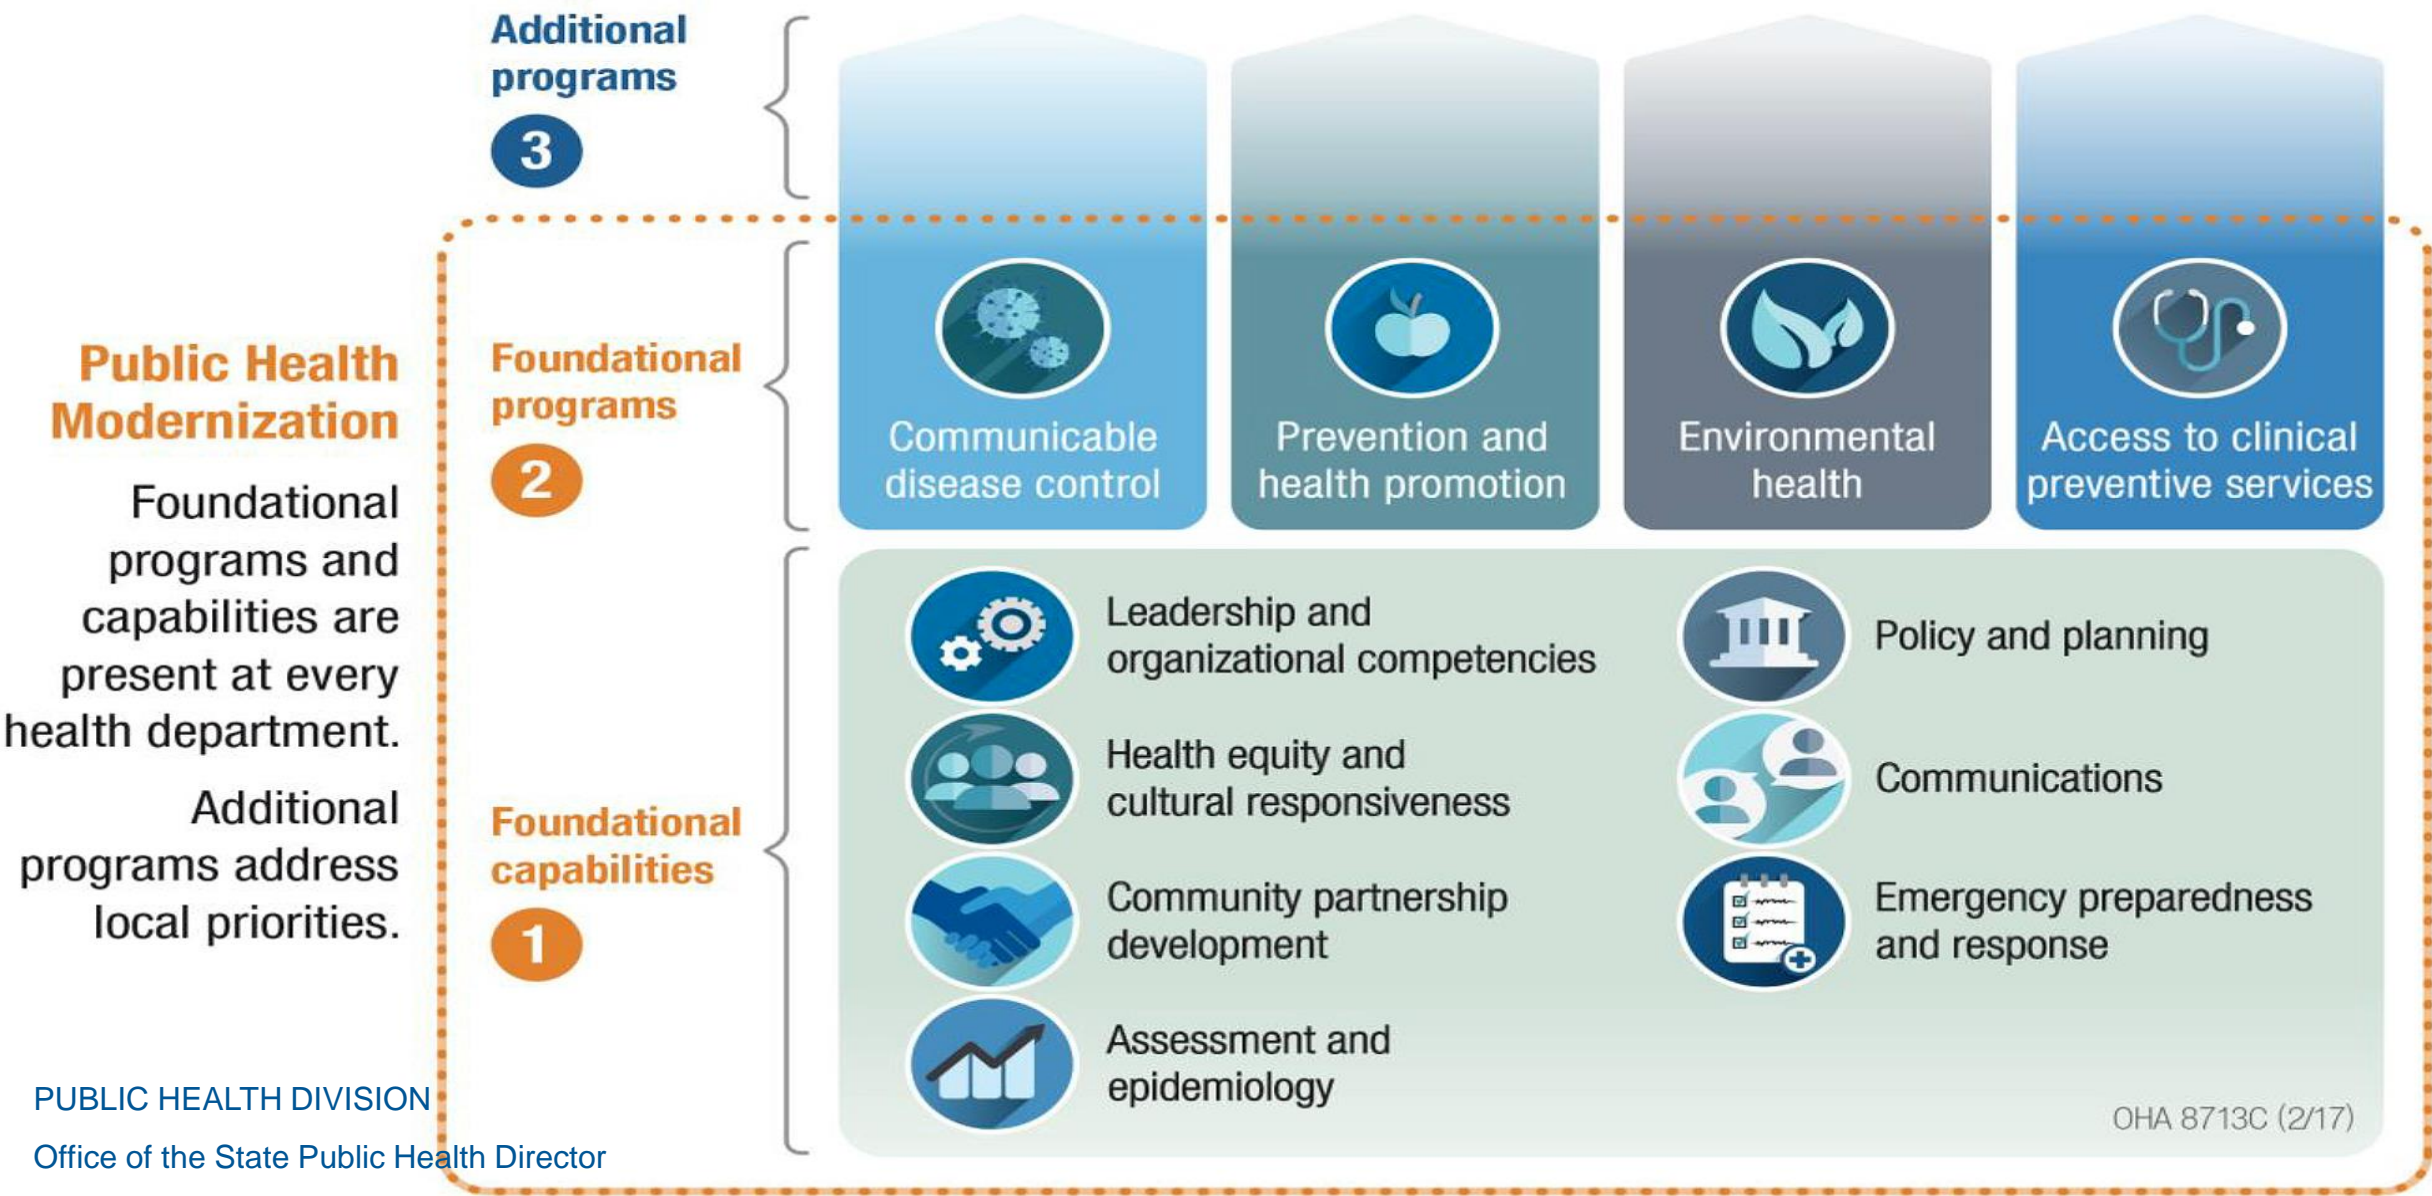 Public Health
Modernization
Foundational
programs and
capabilities are
present at every
health department.
Additional
programs address
local priorities.
Additional
programs
3
Foundational
programs
2
Communicable
disease control
Prevention and
health promotion
Environmental
health
Access to clinical
preventive services
Foundational
capabilities
1
Leadership and
organizational competencies
Health equity and
cultural responsiveness
Community partnership
development
Assessment and
epidemiology
Policy and planning
Communications
Emergency preparedness
and response
OHA 8713C (2/17)
PUBLIC HEALTH DIVISION
Office of the State Public Health Director